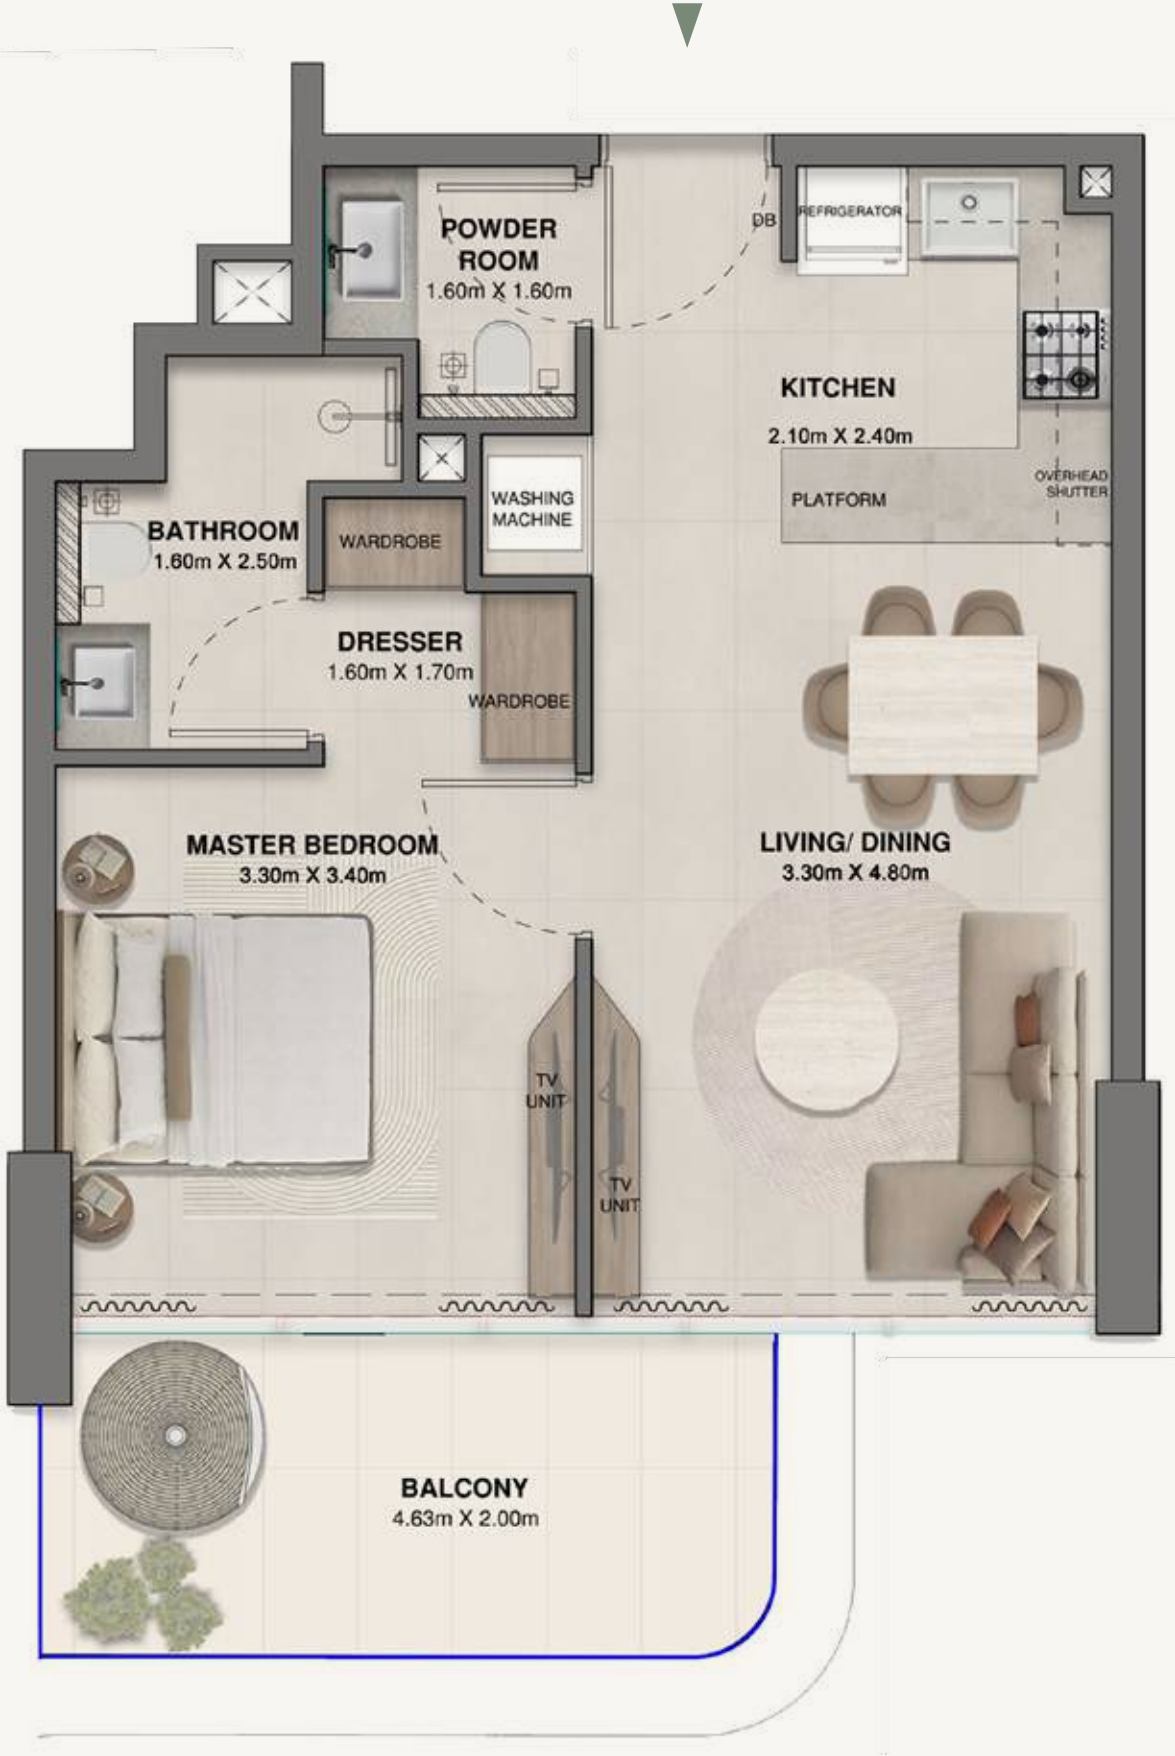 POWDER
ROOM
1.60m X 1.60m
DB
REFRIGERATOR
KITCHEN
2.10m X 2.40m
OVERHEAD
SHUTTER
PLATFORM
WASHING
MACHINE
BATHROOM
1.60m X 2.50m
WARDROBE
DRESSER
1.60m X 1.70m
WARDROBE
MASTER BEDROOM
3.30m X 3.40m
LIVING/ DINING
3.30m X 4.80m
TV
UNIT
TV
UNIT
BALCONY
4.63m X 2.00m